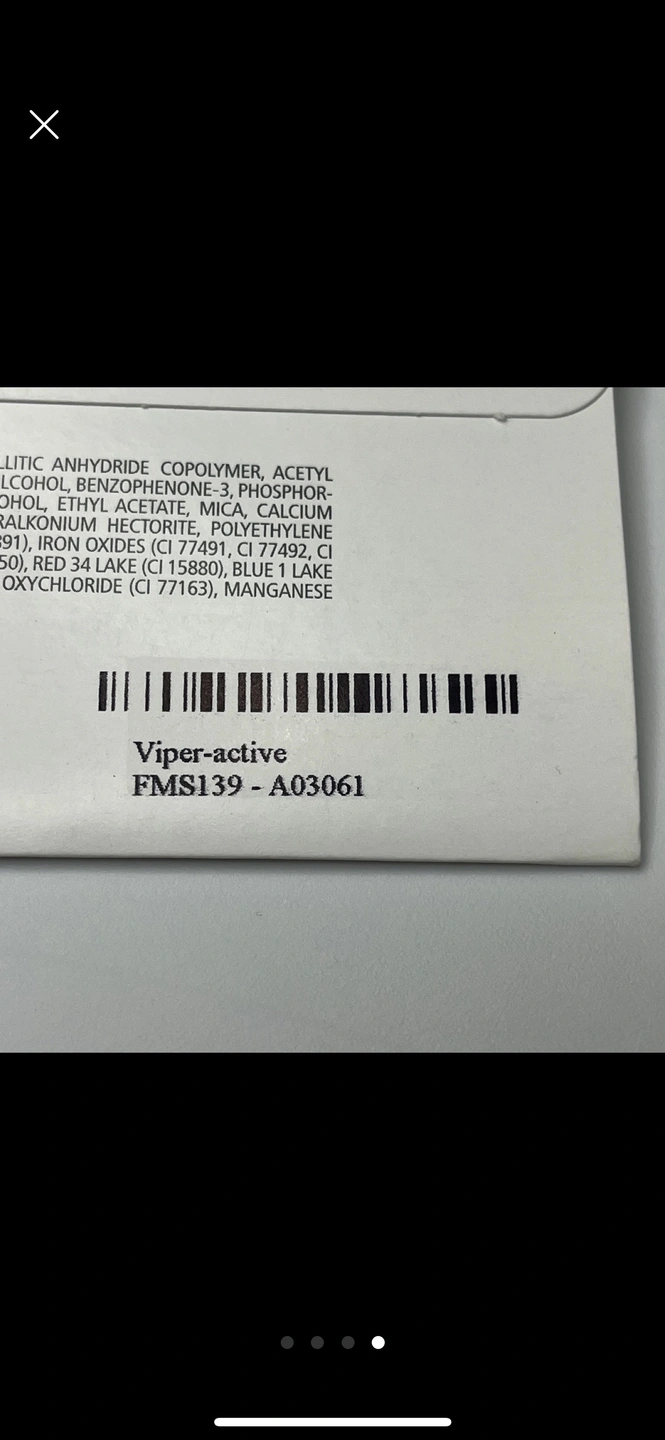 LLITIC ANHYDRIDE COPOLYMER, ACETYL
LCOHOL, BENZOPHENONE-3, PHOSPHOR-
OHOL, ETHYL ACETATE, MICA, CALCIUM
RALKONIUM HECTORITE, POLYETHYLENE
891), IRON OXIDES (CI 77491, CI 77492, CI
50), RED 34 LAKE (CI 15880), BLUE 1 LAKE
OXYCHLORIDE (CI 77163), MANGANESE
Viper-active
FMS139 - A03061